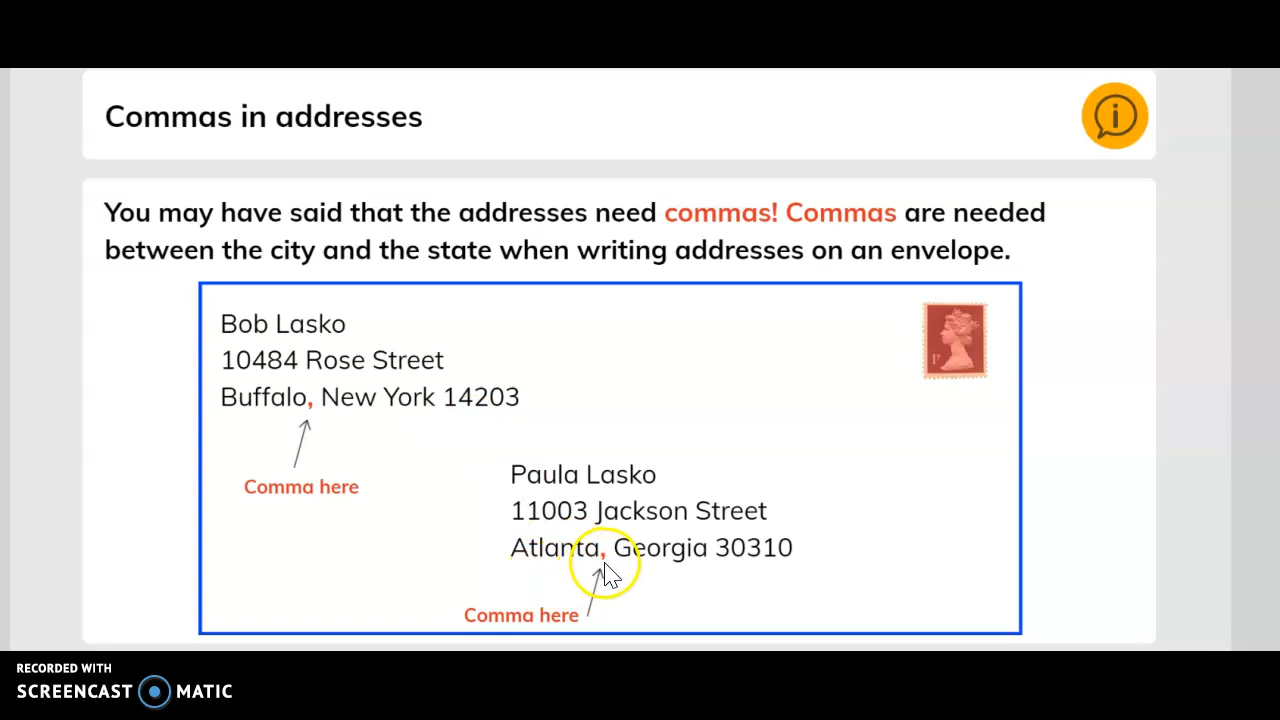 Commas in addresses
You may have said that the addresses need commas! Commas are needed
between the city and the state when writing addresses on an envelope.
Bob Lasko
10484 Rose Street
Buffalo, New York 14203
Comma here
P
Paula Lasko
11003 Jackson Street
Atlanta, Georgia 30310
Comma here
RECORDED WITH
SCREENCAST MATIC